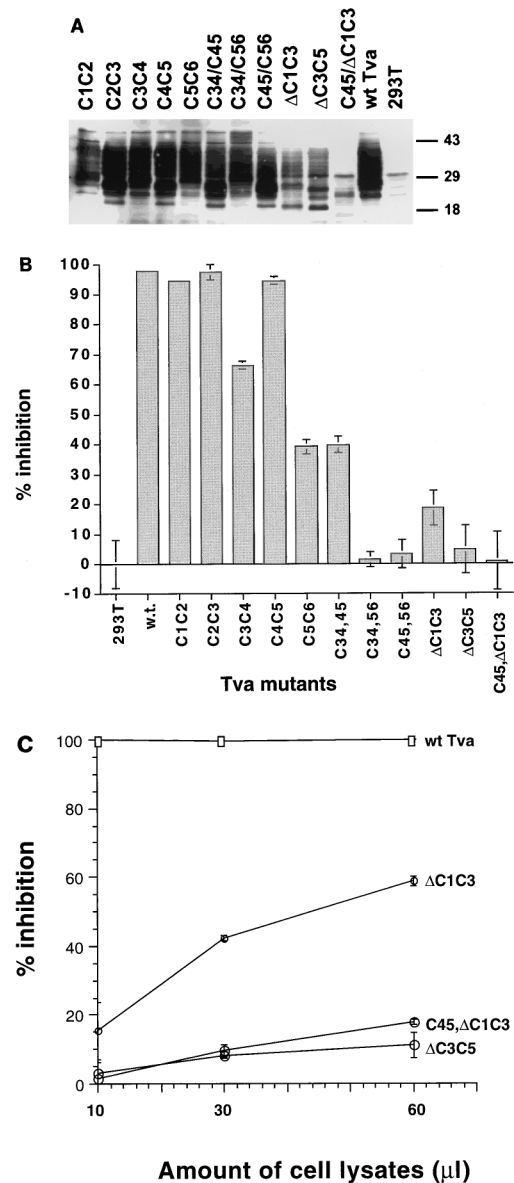 A
C1C2
C2C3
C3C4
C4C5
C5C6
C34/C45
C34/C56
C45/C56
ΔC1C3
ΔC3C5
C45/ΔC1C3
wt Tva
293T
43
29
18
B
% inhibition
100
90
80
70
60
50
40
30
20
10
0
-10
293T
w.t.
C1C2
C2C3
C3C4
C4C5
C5C6
C34,45
C34,56
C45,56
ΔC1C3
ΔC3C5
C45,ΔC1C3
Tva mutants
C
% inhibition
100
80
60
40
20
0
wt Tva
ΔC1C3
C45,ΔC1C3
ΔC3C5
10
30
60
Amount of cell lysates (μl)